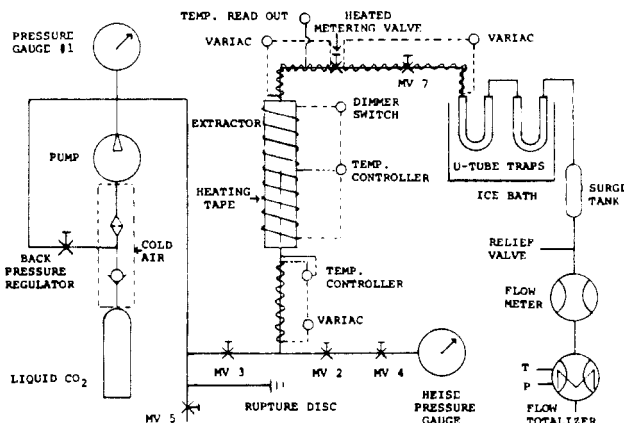 TEMP. READ OUT
HEATED
METERING VALVE
PRESSURE
GAUGE #1
VARIAC
VARIAC
MV 7
DIMMER
SWITCH
EXTRACTOR
PUMP
U-TUBE TRAPS
ICE BATH
TEMP.
CONTROLLER
HEATING
TAPE
SURGE
TANK
COLD
AIR
BACK
PRESSURE
REGULATOR
RELIEF
VALVE
TEMP.
CONTROLLER
FLOW
METER
VARIAC
LIQUID CO2
MV 3
MV 2
MV 4
T
P
MV 5
RUPTURE DISC
HEISE
PRESSURE
GAUGE
FLOW
TOTALIZER